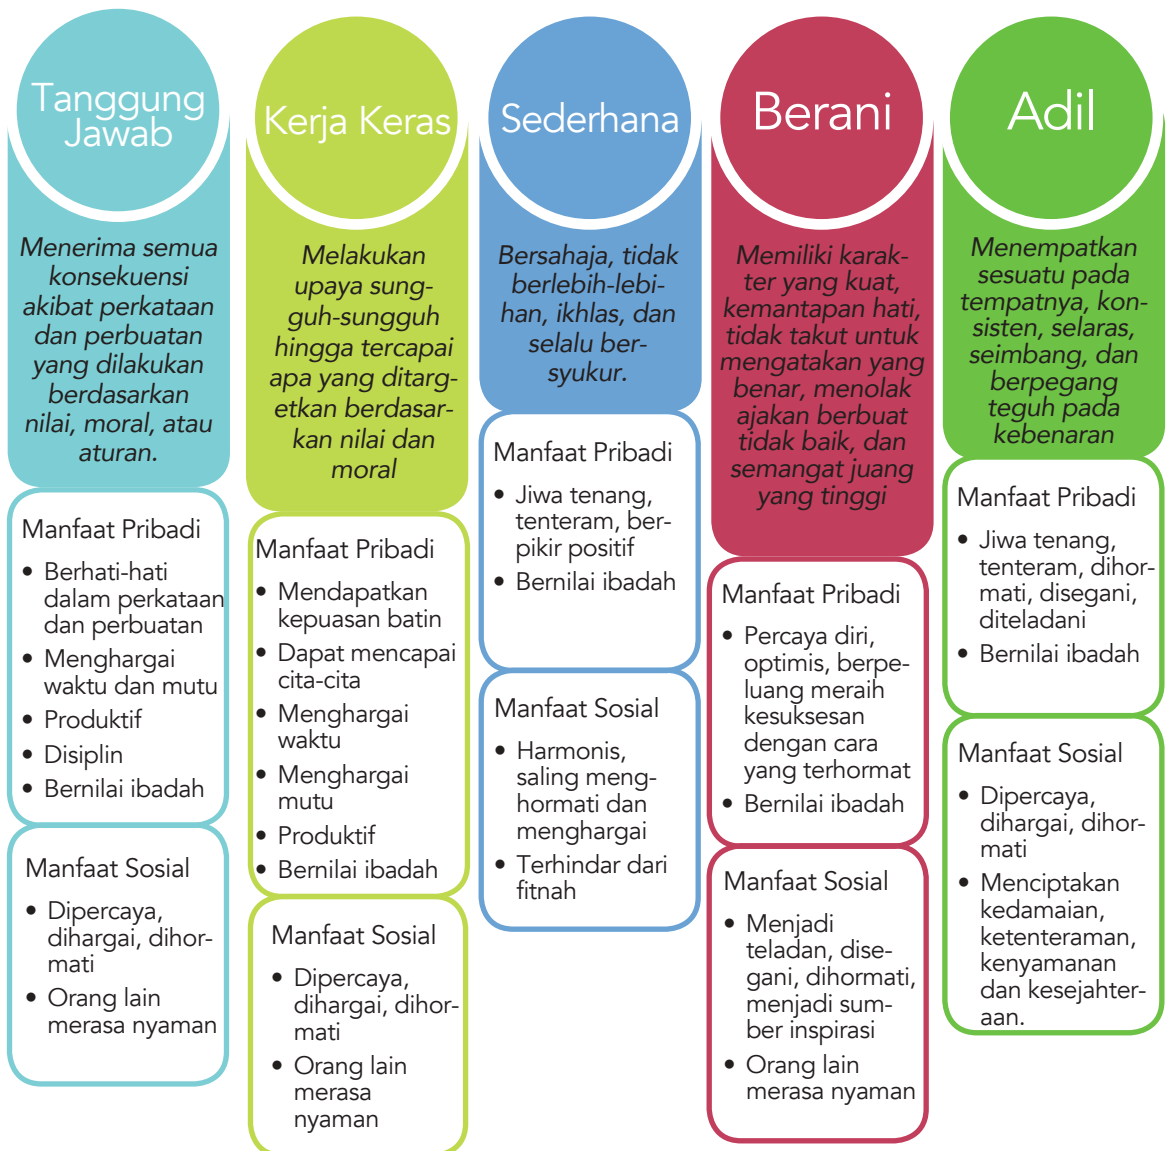 Tanggung
Jawab
Menerima semua
konsekuensi
akibat perkataan
dan perbuatan
yang dilakukan
berdasarkan
nilai, moral, atau
aturan.
Manfaat Pribadi
• Berhati-hati
dalam perkataan
dan perbuatan
• Menghargai
waktu dan mutu
• Produktif
• Disiplin
• Bernilai ibadah
Manfaat Sosial
• Dipercaya,
dihargai, dihor-
mati
• Orang lain
merasa nyaman
Kerja Keras
Melakukan
upaya sung-
guh-sungguh
hingga tercapai
apa yang ditarg-
etkan berdasar-
kan nilai dan
moral
Manfaat Pribadi
• Mendapatkan
kepuasan batin
• Dapat mencapai
cita-cita
• Menghargai
waktu
• Menghargai
mutu
• Produktif
• Bernilai ibadah
Manfaat Sosial
• Dipercaya,
dihargai, dihor-
mati
• Orang lain
merasa
nyaman
Sederhana
Bersahaja, tidak
berlebih-lebi-
han, ikhlas, dan
selalu ber-
syukur.
Manfaat Pribadi
• Jiwa tenang,
tenteram, ber-
pikir positif
• Bernilai ibadah
Manfaat Sosial
• Harmonis,
saling meng-
hormati dan
menghargai
• Terhindar dari
fitnah
Berani
Memiliki karak-
ter yang kuat,
kemantapan hati,
tidak takut untuk
mengatakan yang
benar, menolak
ajakan berbuat
tidak baik, dan
semangat juang
yang tinggi
Manfaat Pribadi
• Percaya diri,
optimis, berpe-
luang meraih
kesuksesan
dengan cara
yang terhormat
• Bernilai ibadah
Manfaat Sosial
• Menjadi
teladan, dise-
gani, dihormati,
menjadi sum-
ber inspirasi
• Orang lain
merasa nyaman
Adil
Menempatkan
sesuatu pada
tempatnya, kon-
sisten, selaras,
seimbang, dan
berpegang
teguh pada
kebenaran
Manfaat Pribadi
• Jiwa tenang,
tenteram, dihor-
mati, disegani,
diteladani
• Bernilai ibadah
Manfaat Sosial
• Dipercaya,
dihargai, dihor-
mati
• Menciptakan
kedamaian,
ketenteraman,
kenyamanan
dan kesejahter-
aan.